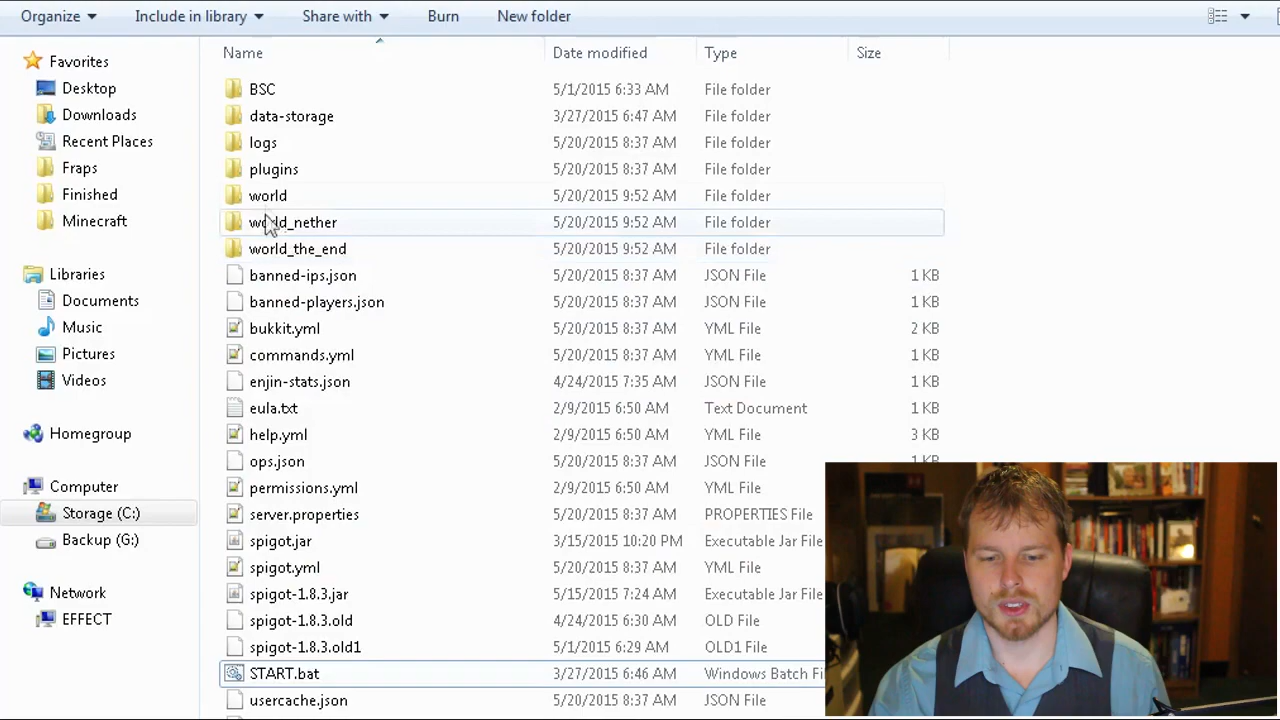 Organize Include in library Share with Burn New folder
Name Date modified Type Size
Favorites
Desktop
Downloads
Recent Places
Fraps
Finished
Minecraft
Libraries
Documents
Music
Pictures
Videos
Homegroup
Computer
Storage (C:)
Backup (G:)
Network
EFFECT
BSC 5/1/2015 6:33 AM File folder
data-storage 3/27/2015 6:47 AM File folder
logs 5/20/2015 8:37 AM File folder
plugins 5/20/2015 8:37 AM File folder
world 5/20/2015 9:52 AM File folder
world_nether 5/20/2015 9:52 AM File folder
world_the_end 5/20/2015 9:52 AM File folder
banned-ips.json 5/20/2015 8:37 AM JSON File 1 KB
banned-players.json 5/20/2015 8:37 AM JSON File 1 KB
bukkit.yml 5/20/2015 8:37 AM YML File 2 KB
commands.yml 5/20/2015 8:37 AM YML File 1 KB
enjin-stats.json 4/24/2015 7:35 AM JSON File 1 KB
eula.txt 2/9/2015 6:50 AM Text Document 1 KB
help.yml 2/9/2015 6:50 AM YML File 3 KB
ops.json 5/20/2015 8:37 AM JSON File 1 KB
permissions.yml 2/9/2015 6:50 AM YML File
server.properties 5/20/2015 8:37 AM PROPERTIES File
spigot.jar 3/15/2015 10:20 PM Executable Jar File
spigot.yml 5/20/2015 8:37 AM YML File
spigot-1.8.3.jar 5/15/2015 7:24 AM Executable Jar File
spigot-1.8.3.old 4/24/2015 6:30 AM OLD File
spigot-1.8.3.old1 5/1/2015 6:29 AM OLD1 File
START.bat 3/27/2015 6:46 AM Windows Batch Fi
usercache.json 5/20/2015 8:37 AM JSON File